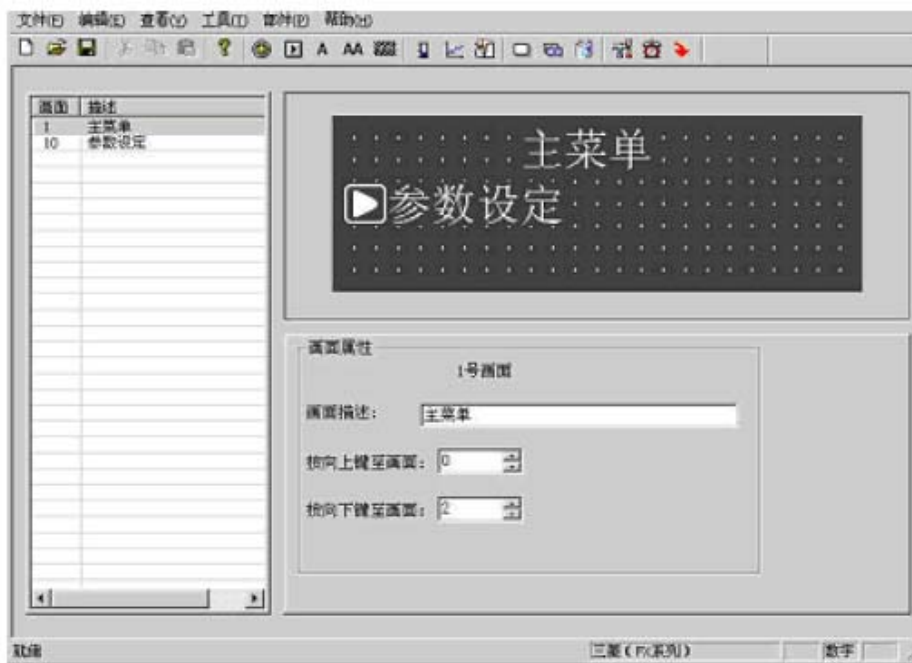 文件(F) 编辑(E) 查看(V) 工具(T) 部件(P) 帮助(H)
A AA
画面 描述
1 主菜单
10 参数设定
主菜单
参数设定
画面属性
1号画面
画面描述： 主菜单
按向上键至画面： 0
按向下键至画面： 2
就绪 三菱(FX系列) 数字